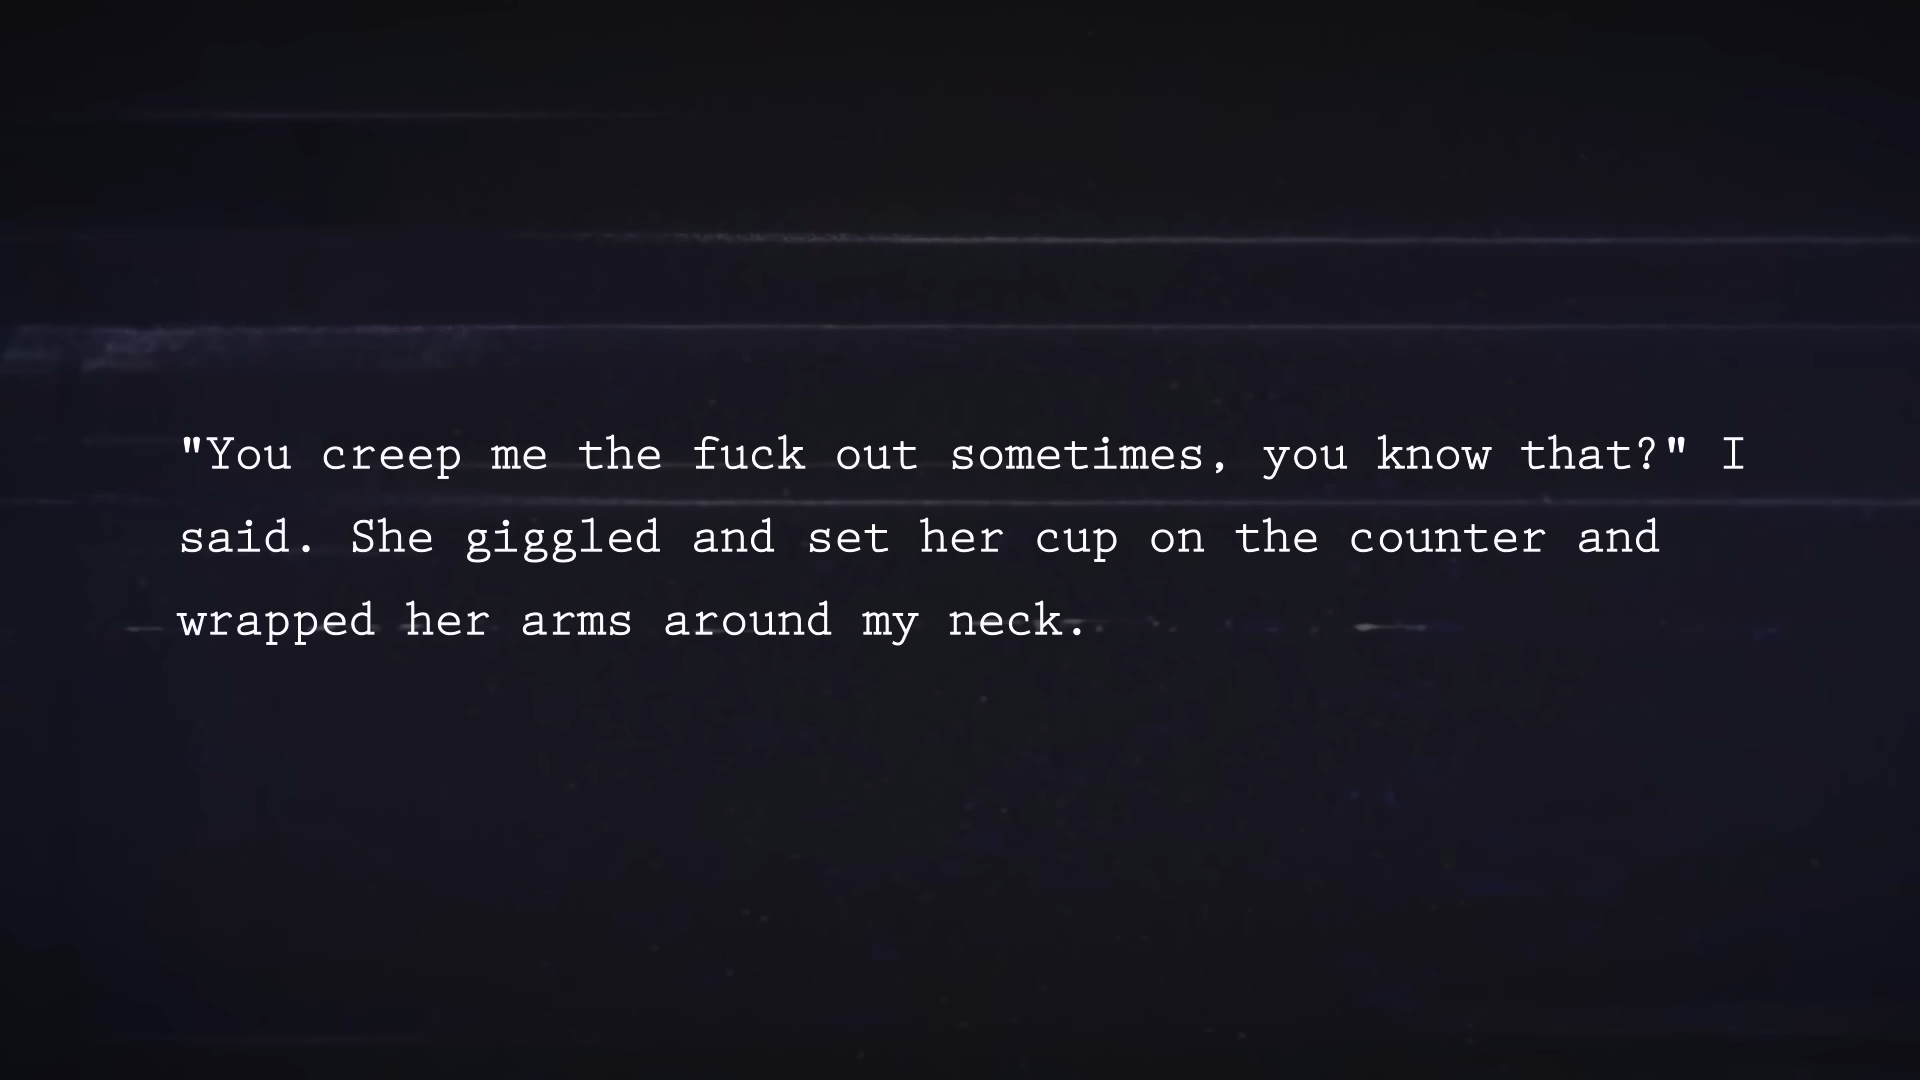 "You creep me the fuck out sometimes, you know that?" I
said. She giggled and set her cup on the counter and
wrapped her arms around my neck.